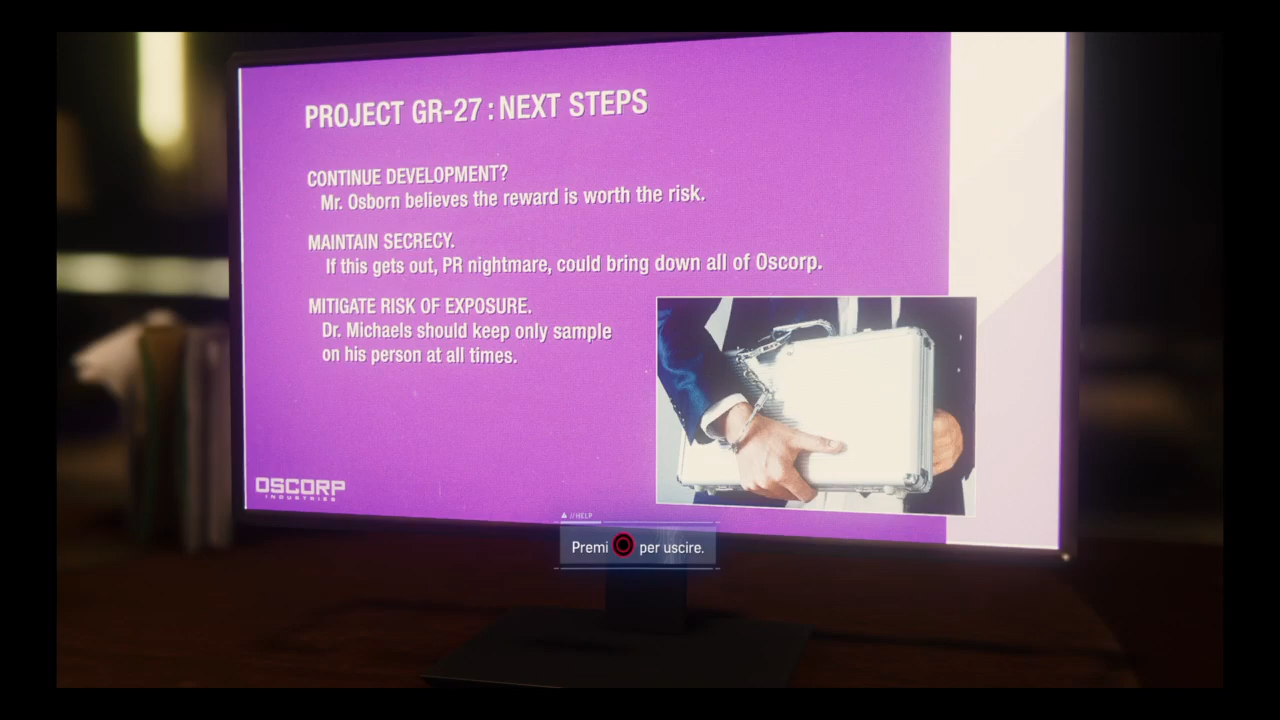 PROJECT GR-27 : NEXT STEPS
CONTINUE DEVELOPMENT?
Mr. Osborn believes the reward is worth the risk.
MAINTAIN SECRECY.
If this gets out, PR nightmare, could bring down all of Oscorp.
MITIGATE RISK OF EXPOSURE.
Dr. Michaels should keep only sample
on his person at all times.
OSCORP
INDUSTRIES
//HELP
Premi per uscire.